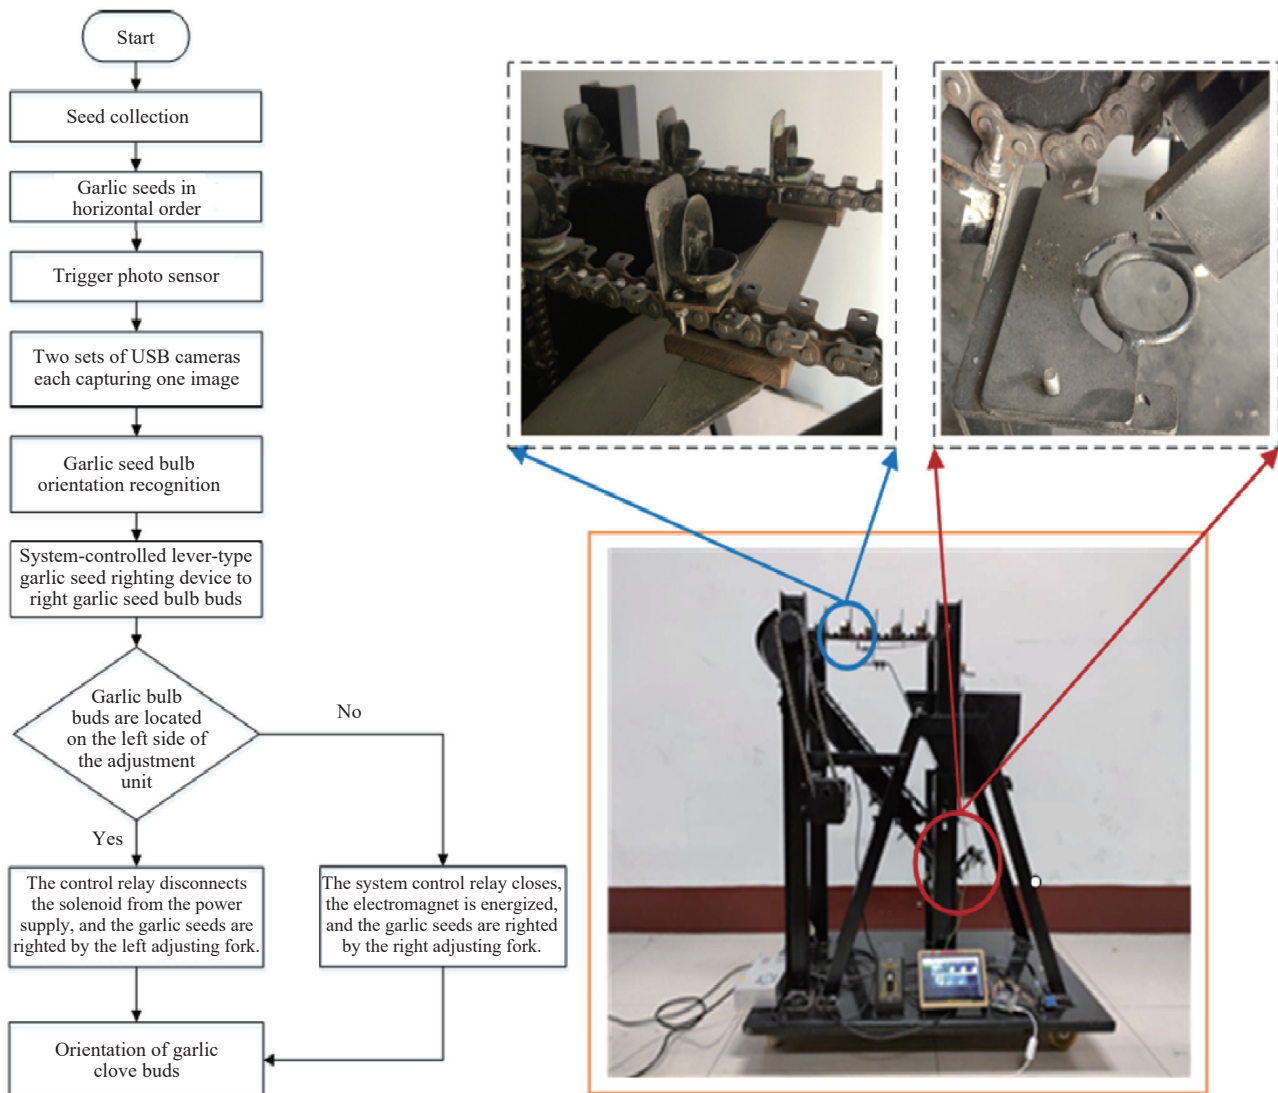 Start
Seed collection
Garlic seeds in
horizontal order
Trigger photo sensor
Two sets of USB cameras
each capturing one image
Garlic seed bulb
orientation recognition
System-controlled lever-type
garlic seed righting device to
right garlic seed bulb buds
Garlic bulb
buds are located
on the left side of
the adjustment
unit
No
Yes
The control relay disconnects
the solenoid from the power
supply, and the garlic seeds are
righted by the left adjusting fork.
The system control relay closes,
the electromagnet is energized,
and the garlic seeds are righted
by the right adjusting fork.
Orientation of garlic
clove buds